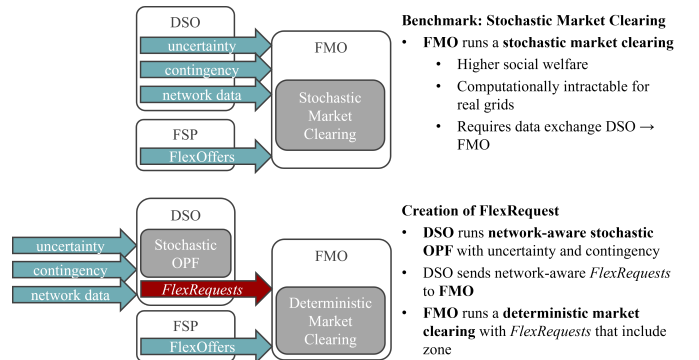 DSO
uncertainty
contingency
network data
FMO
Stochastic
Market
Clearing
FSP
FlexOffers
Benchmark: Stochastic Market Clearing
• FMO runs a stochastic market clearing
• Higher social welfare
• Computationally intractable for
real grids
• Requires data exchange DSO →
FMO
DSO
uncertainty
contingency
network data
Stochastic
OPF
FlexRequests
FMO
Deterministic
Market
Clearing
FSP
FlexOffers
Creation of FlexRequest
• DSO runs network-aware stochastic
OPF with uncertainty and contingency
• DSO sends network-aware FlexRequests
to FMO
• FMO runs a deterministic market
clearing with FlexRequests that include
zone